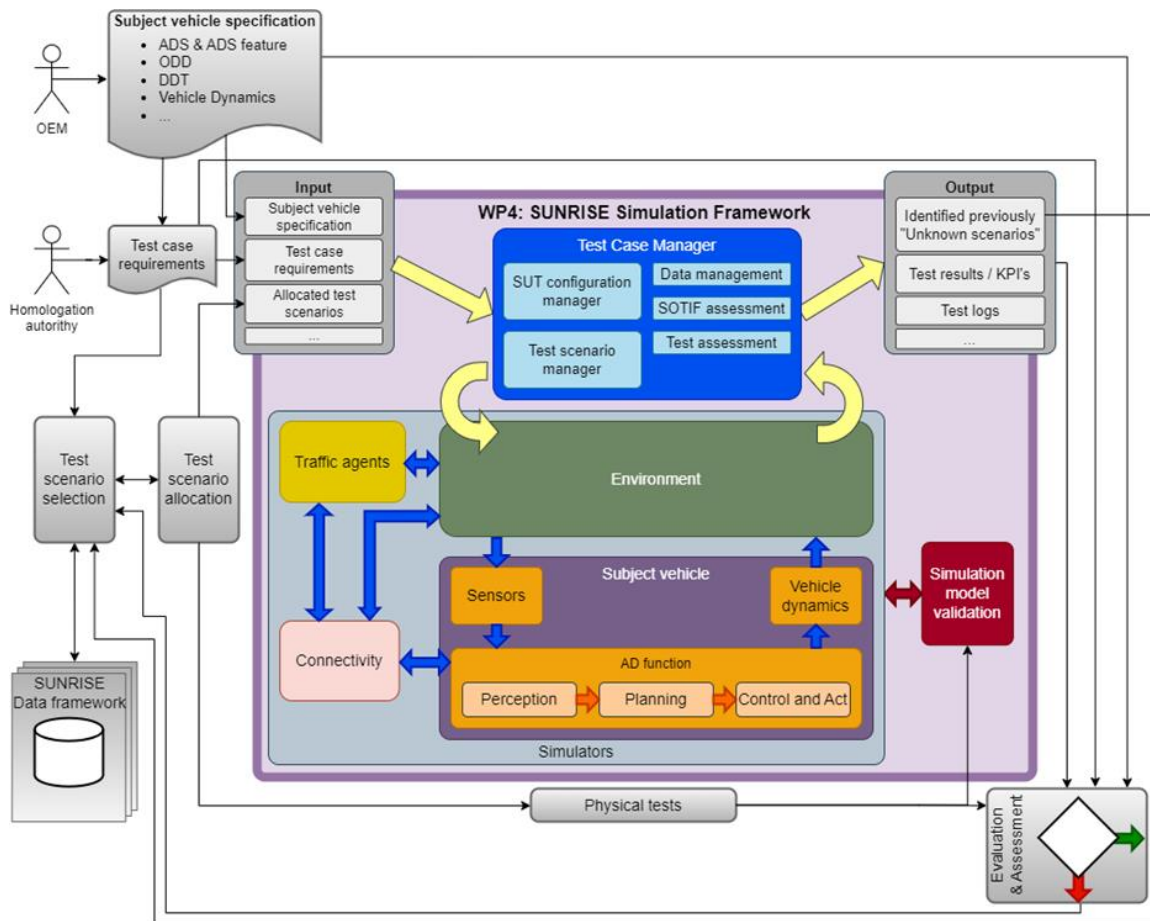 Subject vehicle specification
• ADS & ADS feature
• ODD
• DDT
• Vehicle Dynamics
• ...
OEM
Input
Subject vehicle
specification
Test case
requirements
Allocated test
scenarios
...
Test case
requirements
Homologation
autorithy
WP4: SUNRISE Simulation Framework
Test Case Manager
SUT configuration
manager
Test scenario
manager
Data management
SOTIF assessment
Test assessment
Output
Identified previously
"Unknown scenarios"
Test results / KPI's
Test logs
...
Test
scenario
selection
Test
scenario
allocation
Traffic agents
Environment
Subject vehicle
Sensors
Vehicle
dynamics
Connectivity
AD function
Perception
Planning
Control and Act
Simulators
Simulation
model
validation
SUNRISE
Data framework
Physical tests
Evaluation
& Assessment